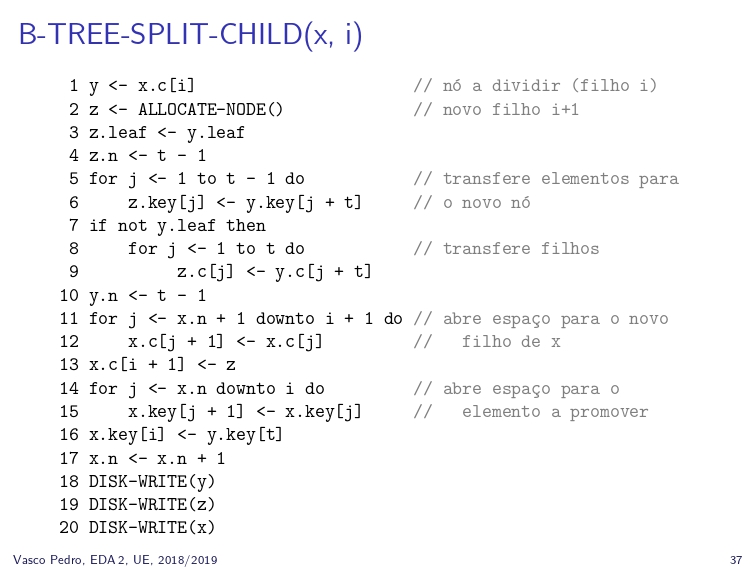 B-TREE-SPLIT-CHILD(x, i)
1 y <- x.c[i] // nó a dividir (filho i)
2 z <- ALLOCATE-NODE() // novo filho i+1
3 z.leaf <- y.leaf
4 z.n <- t - 1
5 for j <- 1 to t - 1 do // transfere elementos para
6 z.key[j] <- y.key[j + t] // o novo nó
7 if not y.leaf then
8 for j <- 1 to t do // transfere filhos
9 z.c[j] <- y.c[j + t]
10 y.n <- t - 1
11 for j <- x.n + 1 downto i + 1 do // abre espaço para o novo
12 x.c[j + 1] <- x.c[j] // filho de x
13 x.c[i + 1] <- z
14 for j <- x.n downto i do // abre espaço para o
15 x.key[j + 1] <- x.key[j] // elemento a promover
16 x.key[i] <- y.key[t]
17 x.n <- x.n + 1
18 DISK-WRITE(y)
19 DISK-WRITE(z)
20 DISK-WRITE(x)
Vasco Pedro, EDA 2, UE, 2018/2019 37